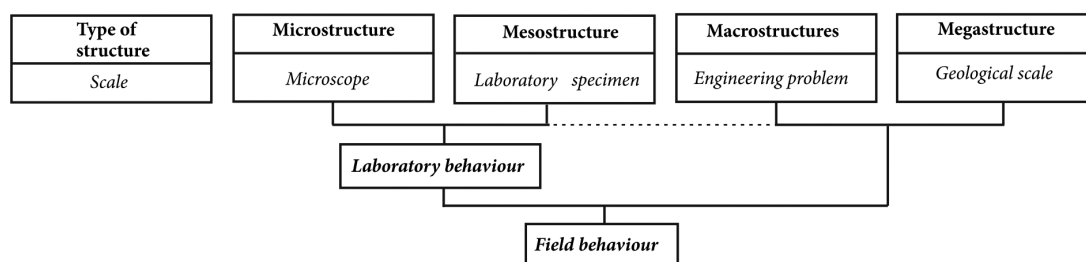 Type of
structure
Scale
Microstructure
Microscope
Mesostructure
Laboratory specimen
Macrostructures
Engineering problem
Megastructure
Geological scale
Laboratory behaviour
Field behaviour